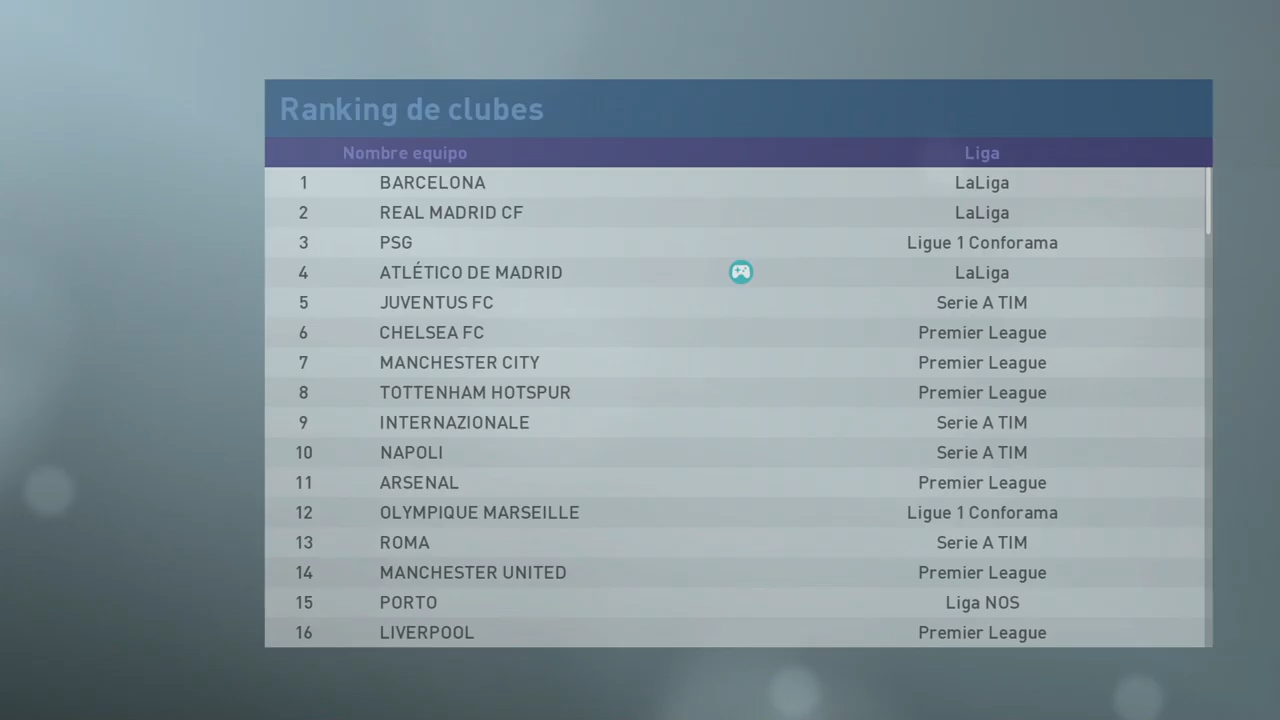 Ranking de clubes
Nombre equipo Liga
1 BARCELONA LaLiga
2 REAL MADRID CF LaLiga
3 PSG Ligue 1 Conforama
4 ATLÉTICO DE MADRID LaLiga
5 JUVENTUS FC Serie A TIM
6 CHELSEA FC Premier League
7 MANCHESTER CITY Premier League
8 TOTTENHAM HOTSPUR Premier League
9 INTERNAZIONALE Serie A TIM
10 NAPOLI Serie A TIM
11 ARSENAL Premier League
12 OLYMPIQUE MARSEILLE Ligue 1 Conforama
13 ROMA Serie A TIM
14 MANCHESTER UNITED Premier League
15 PORTO Liga NOS
16 LIVERPOOL Premier League